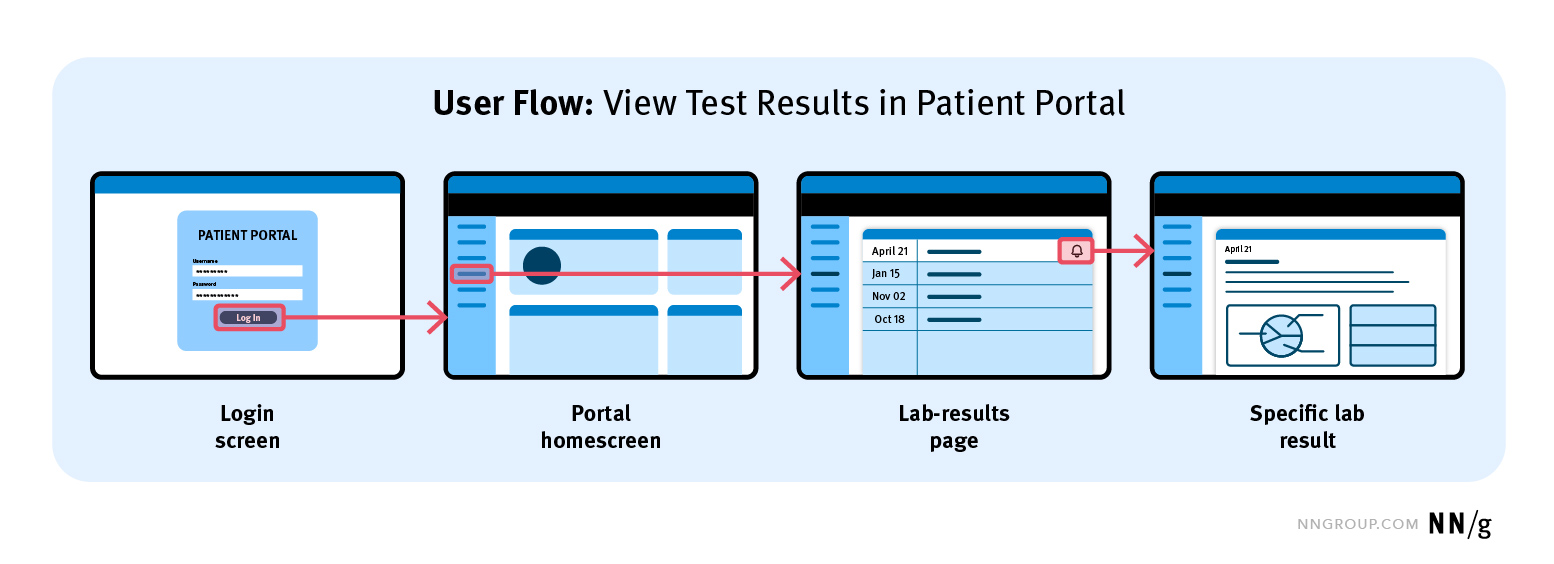 User Flow: View Test Results in Patient Portal
PATIENT PORTAL
Username
*********
Password
************
Log In
April 21
Jan 15
Nov 02
Oct 18
April 21
Login
screen
Portal
homescreen
Lab-results
page
Specific lab
result
NNGROUP.COM NN/g